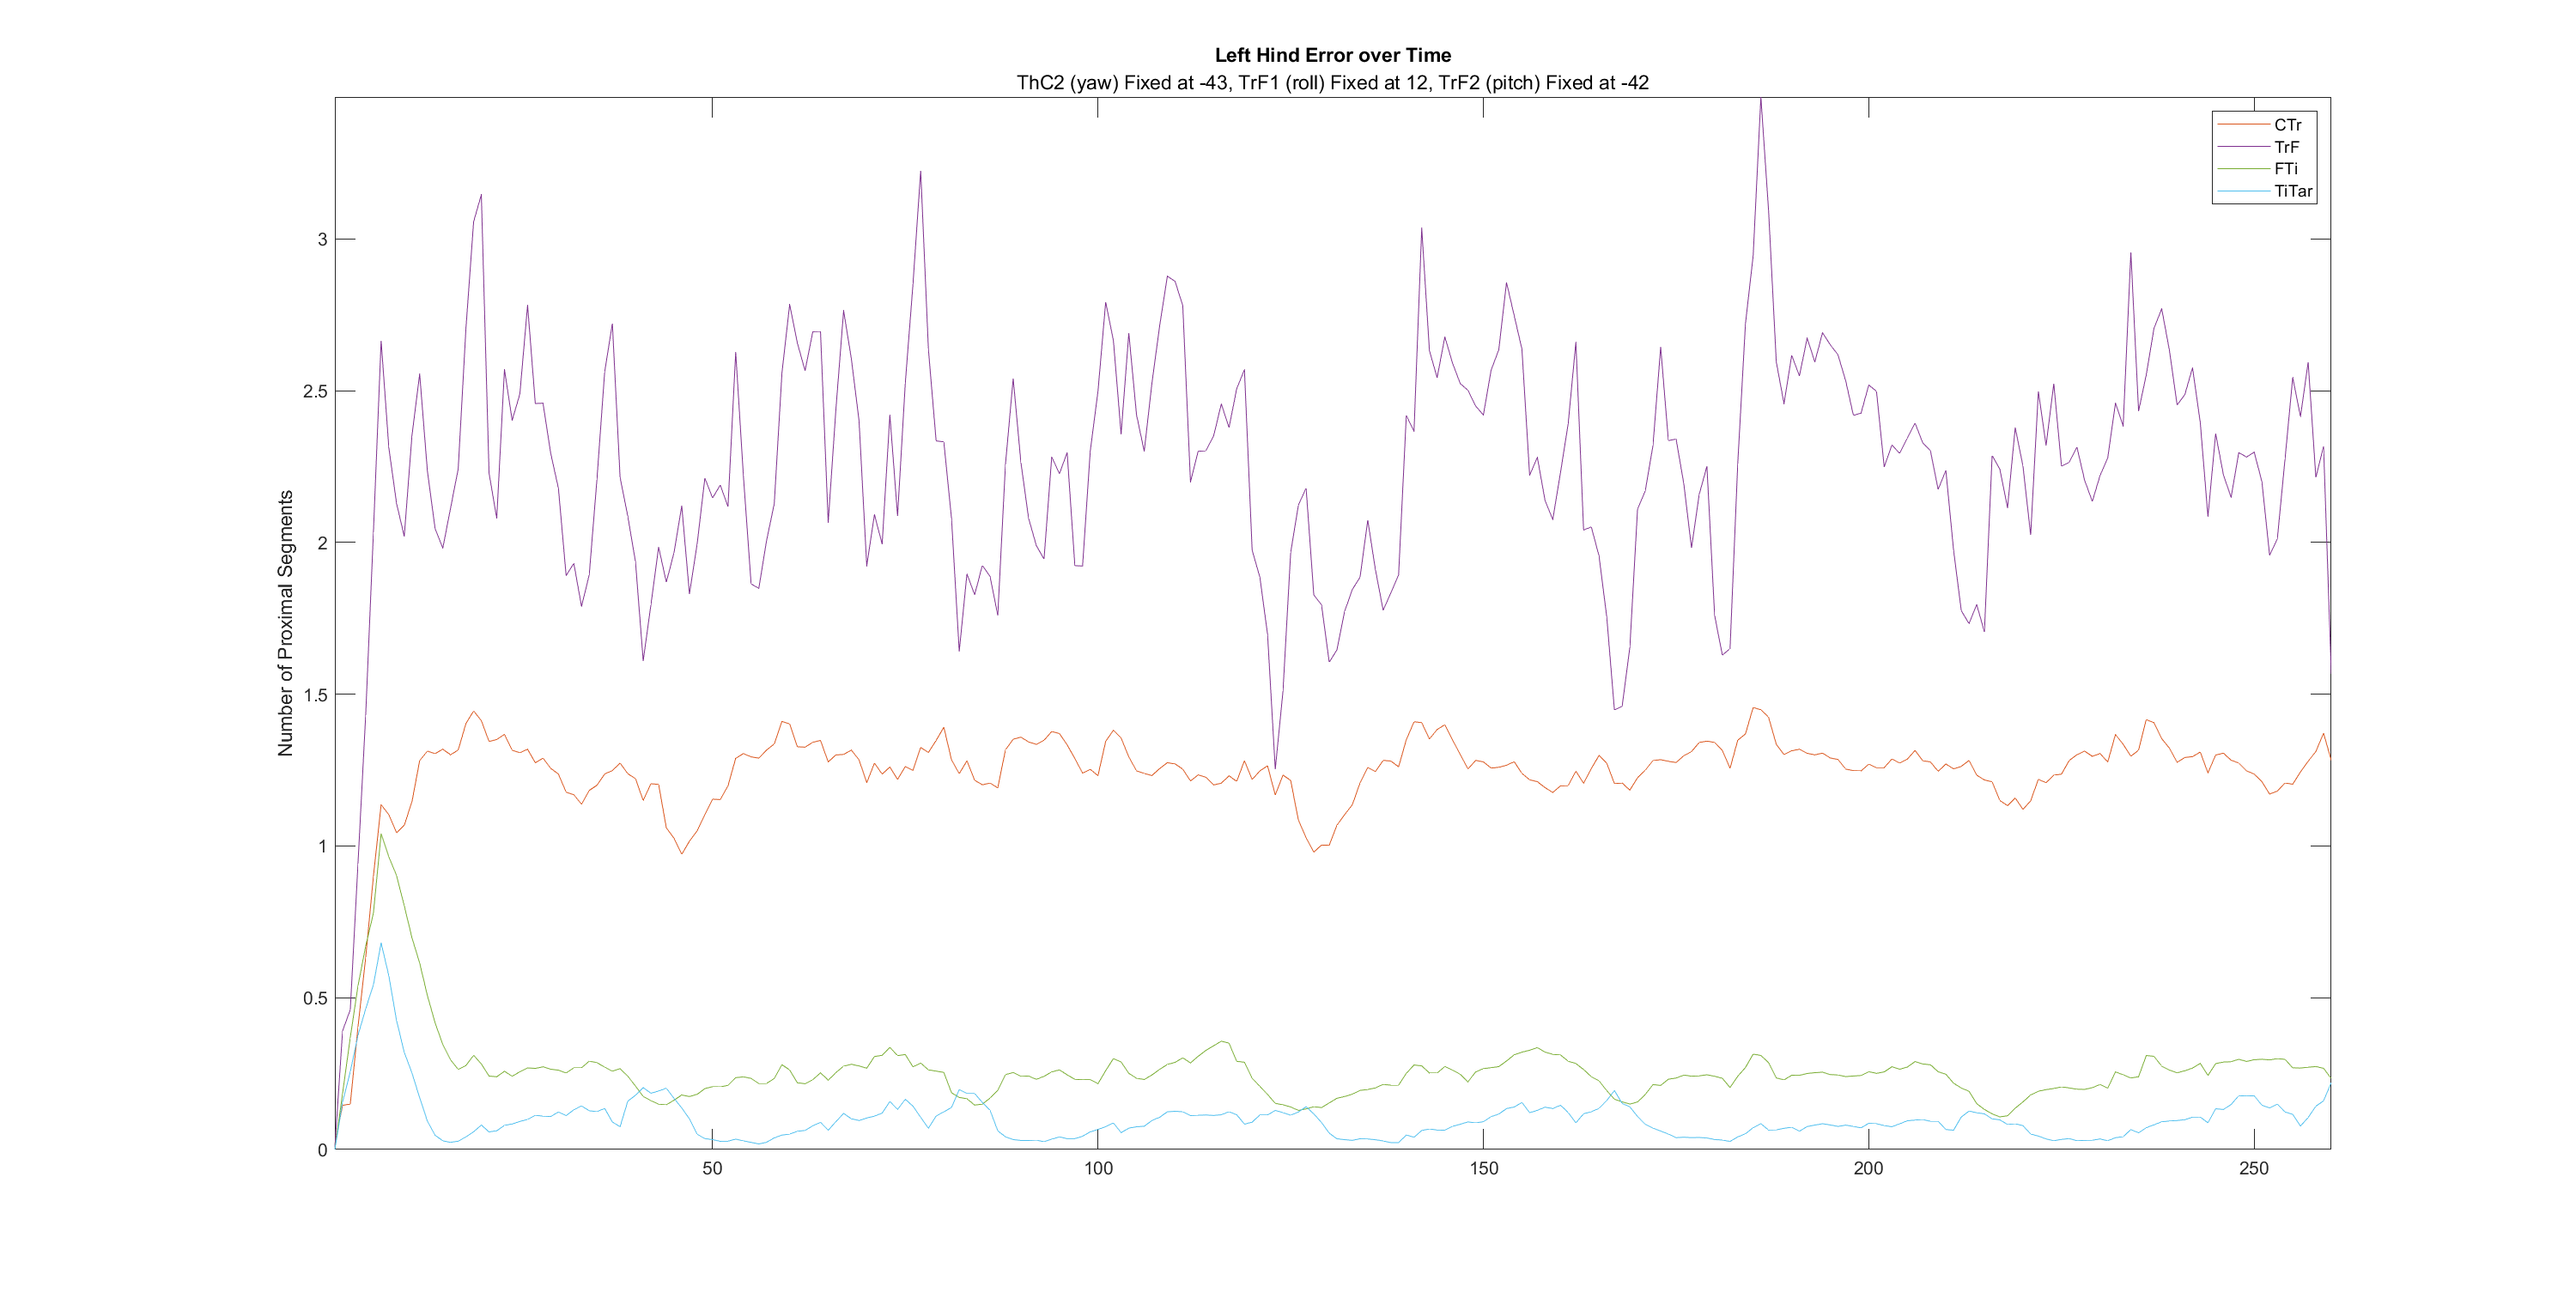 Left Hind Error over Time
ThC2 (yaw) Fixed at -43, TrF1 (roll) Fixed at 12, TrF2 (pitch) Fixed at -42
CTr
TrF
FTi
TiTar
Number of Proximal Segments
3
2.5
2
1.5
1
0.5
0
50
100
150
200
250